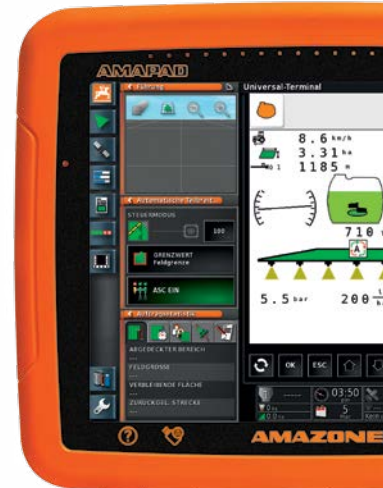 AMAPAD
Führung
Universal-Terminal
8.6 km/h
3.31 ha
1185 m
Automatische Teilbreit
STEUERMODUS
100
710
GRENZWERT
Feldgrenze
A
ASC EIN
5.5 bar
200
Auftragsstatistik
ABGEDECKTER BEREICH
---
FELDGRÖSSE
---
VERBLEIBENDE FLÄCHE
---
ZURÜCKGEL. STRECKE
---
OK ESC
03:50
pm
5
AMAZONE